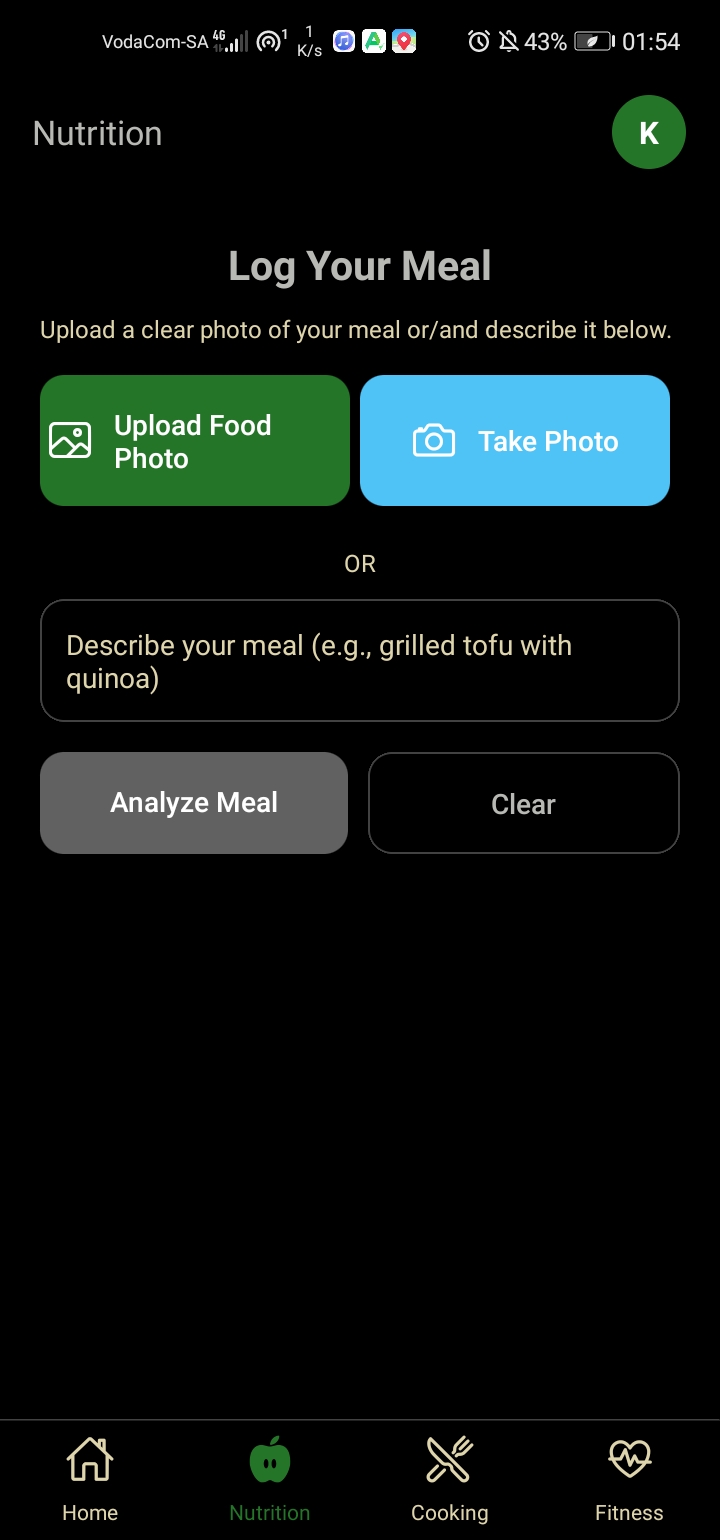 VodaCom-SA 4G 1 1 K/s 43% 01:54
Nutrition
K
Log Your Meal
Upload a clear photo of your meal or/and describe it below.
Upload Food
Photo
Take Photo
OR
Describe your meal (e.g., grilled tofu with
quinoa)
Analyze Meal
Clear
Home
Nutrition
Cooking
Fitness